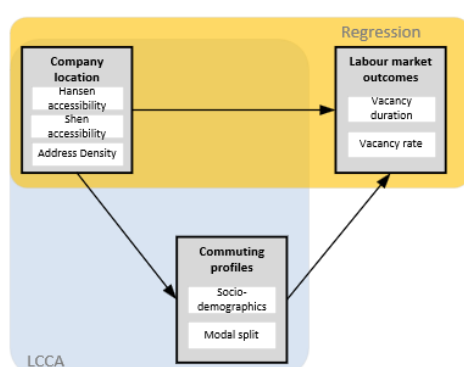 Regression
Company
location
Hansen
accessibility
Shen
accessibility
Address Density
Labour market
outcomes
Vacancy
duration
Vacancy rate
Commuting
profiles
Socio-
demographics
Modal split
LCCA